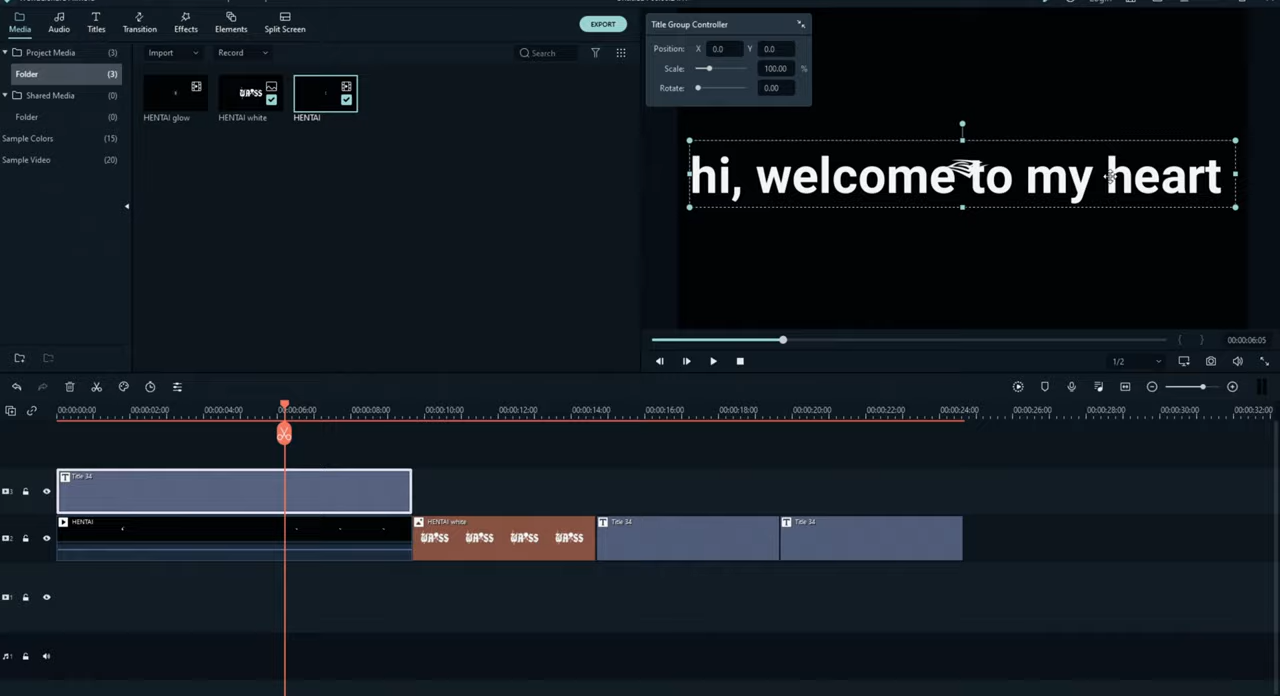 Media Audio Titles Transition Effects Elements Split Screen
EXPORT
Project Media (3)
Folder (3)
Shared Media (0)
Folder (0)
Sample Colors (15)
Sample Video (20)
Import Record Search
HENTAI glow HENTAI white HENTAI
Title Group Controller
Position: X 0.0 Y 0.0
Scale: 100.00 %
Rotate: 0.00
hi, welcome to my heart
00:00:06:05
1/2
00:00:00:00 00:00:02:00 00:00:04:00 00:00:06:00 00:00:08:00 00:00:10:00 00:00:12:00 00:00:14:00 00:00:16:00 00:00:18:00 00:00:20:00 00:00:22:00 00:00:24:00 00:00:26:00 00:00:28:00 00:00:30:00 00:00:32:00
3 T Title 34
2 HENTAI HENTAI white T Title 34 T Title 34
1
1